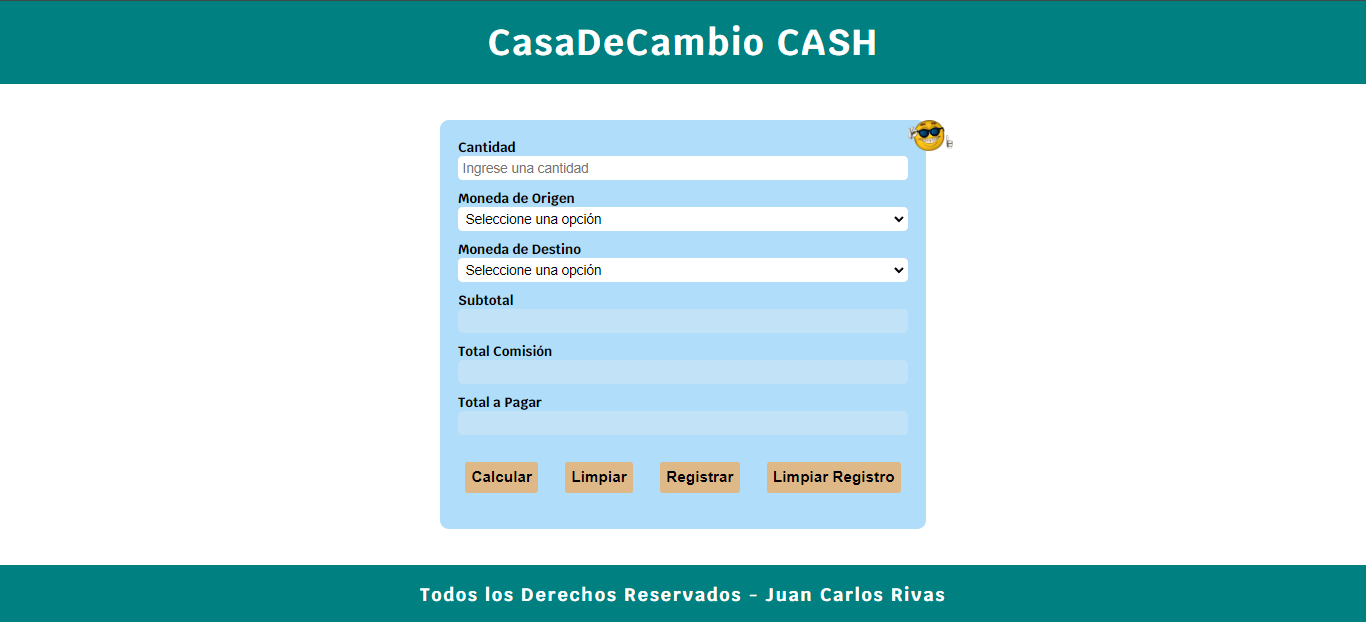 CasaDeCambio CASH
Cantidad
Ingrese una cantidad
Moneda de Origen
Seleccione una opción
Moneda de Destino
Seleccione una opción
Subtotal
Total Comisión
Total a Pagar
Calcular Limpiar Registrar Limpiar Registro
Todos los Derechos Reservados - Juan Carlos Rivas